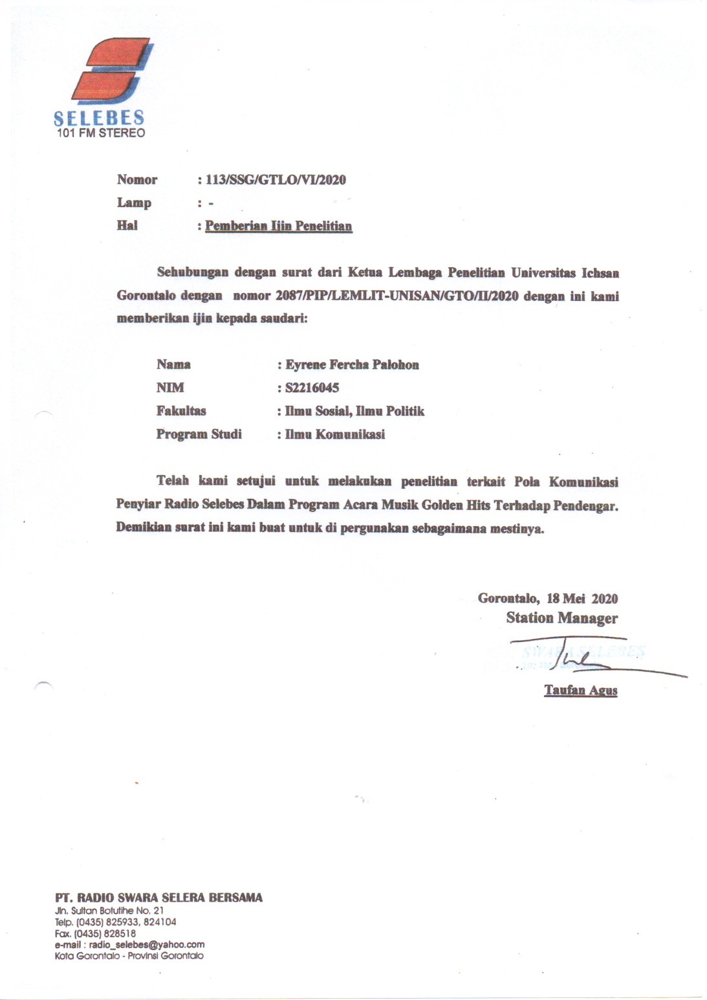 SELEBES
101 FM STEREO
Nomor : 113/SSG/GTLO/VI/2020
Lamp : -
Hal : Pemberian Ijin Penelitian
Sehubungan dengan surat dari Ketua Lembaga Penelitian Universitas Ichsan
Gorontalo dengan nomor 2087/PIP/LEMLIT-UNISAN/GTO/II/2020 dengan ini kami
memberikan ijin kepada saudari:
Nama : Eyrene Fercha Palohon
NIM : S2216045
Fakultas : Ilmu Sosial, Ilmu Politik
Program Studi : Ilmu Komunikasi
Telah kami setujui untuk melakukan penelitian terkait Pola Komunikasi
Penyiar Radio Selebes Dalam Program Acara Musik Golden Hits Terhadap Pendengar.
Demikian surat ini kami buat untuk di pergunakan sebagaimana mestinya.
Gorontalo, 18 Mei 2020
Station Manager
SWARA SELEBES
Taufan Agus
PT. RADIO SWARA SELERA BERSAMA
Jln. Sultan Botutihe No. 21
Telp. (0435) 825933, 824104
Fax. (0435) 828518
e-mail : radio_selebes@yahoo.com
Kota Gorontalo - Provinsi Gorontalo